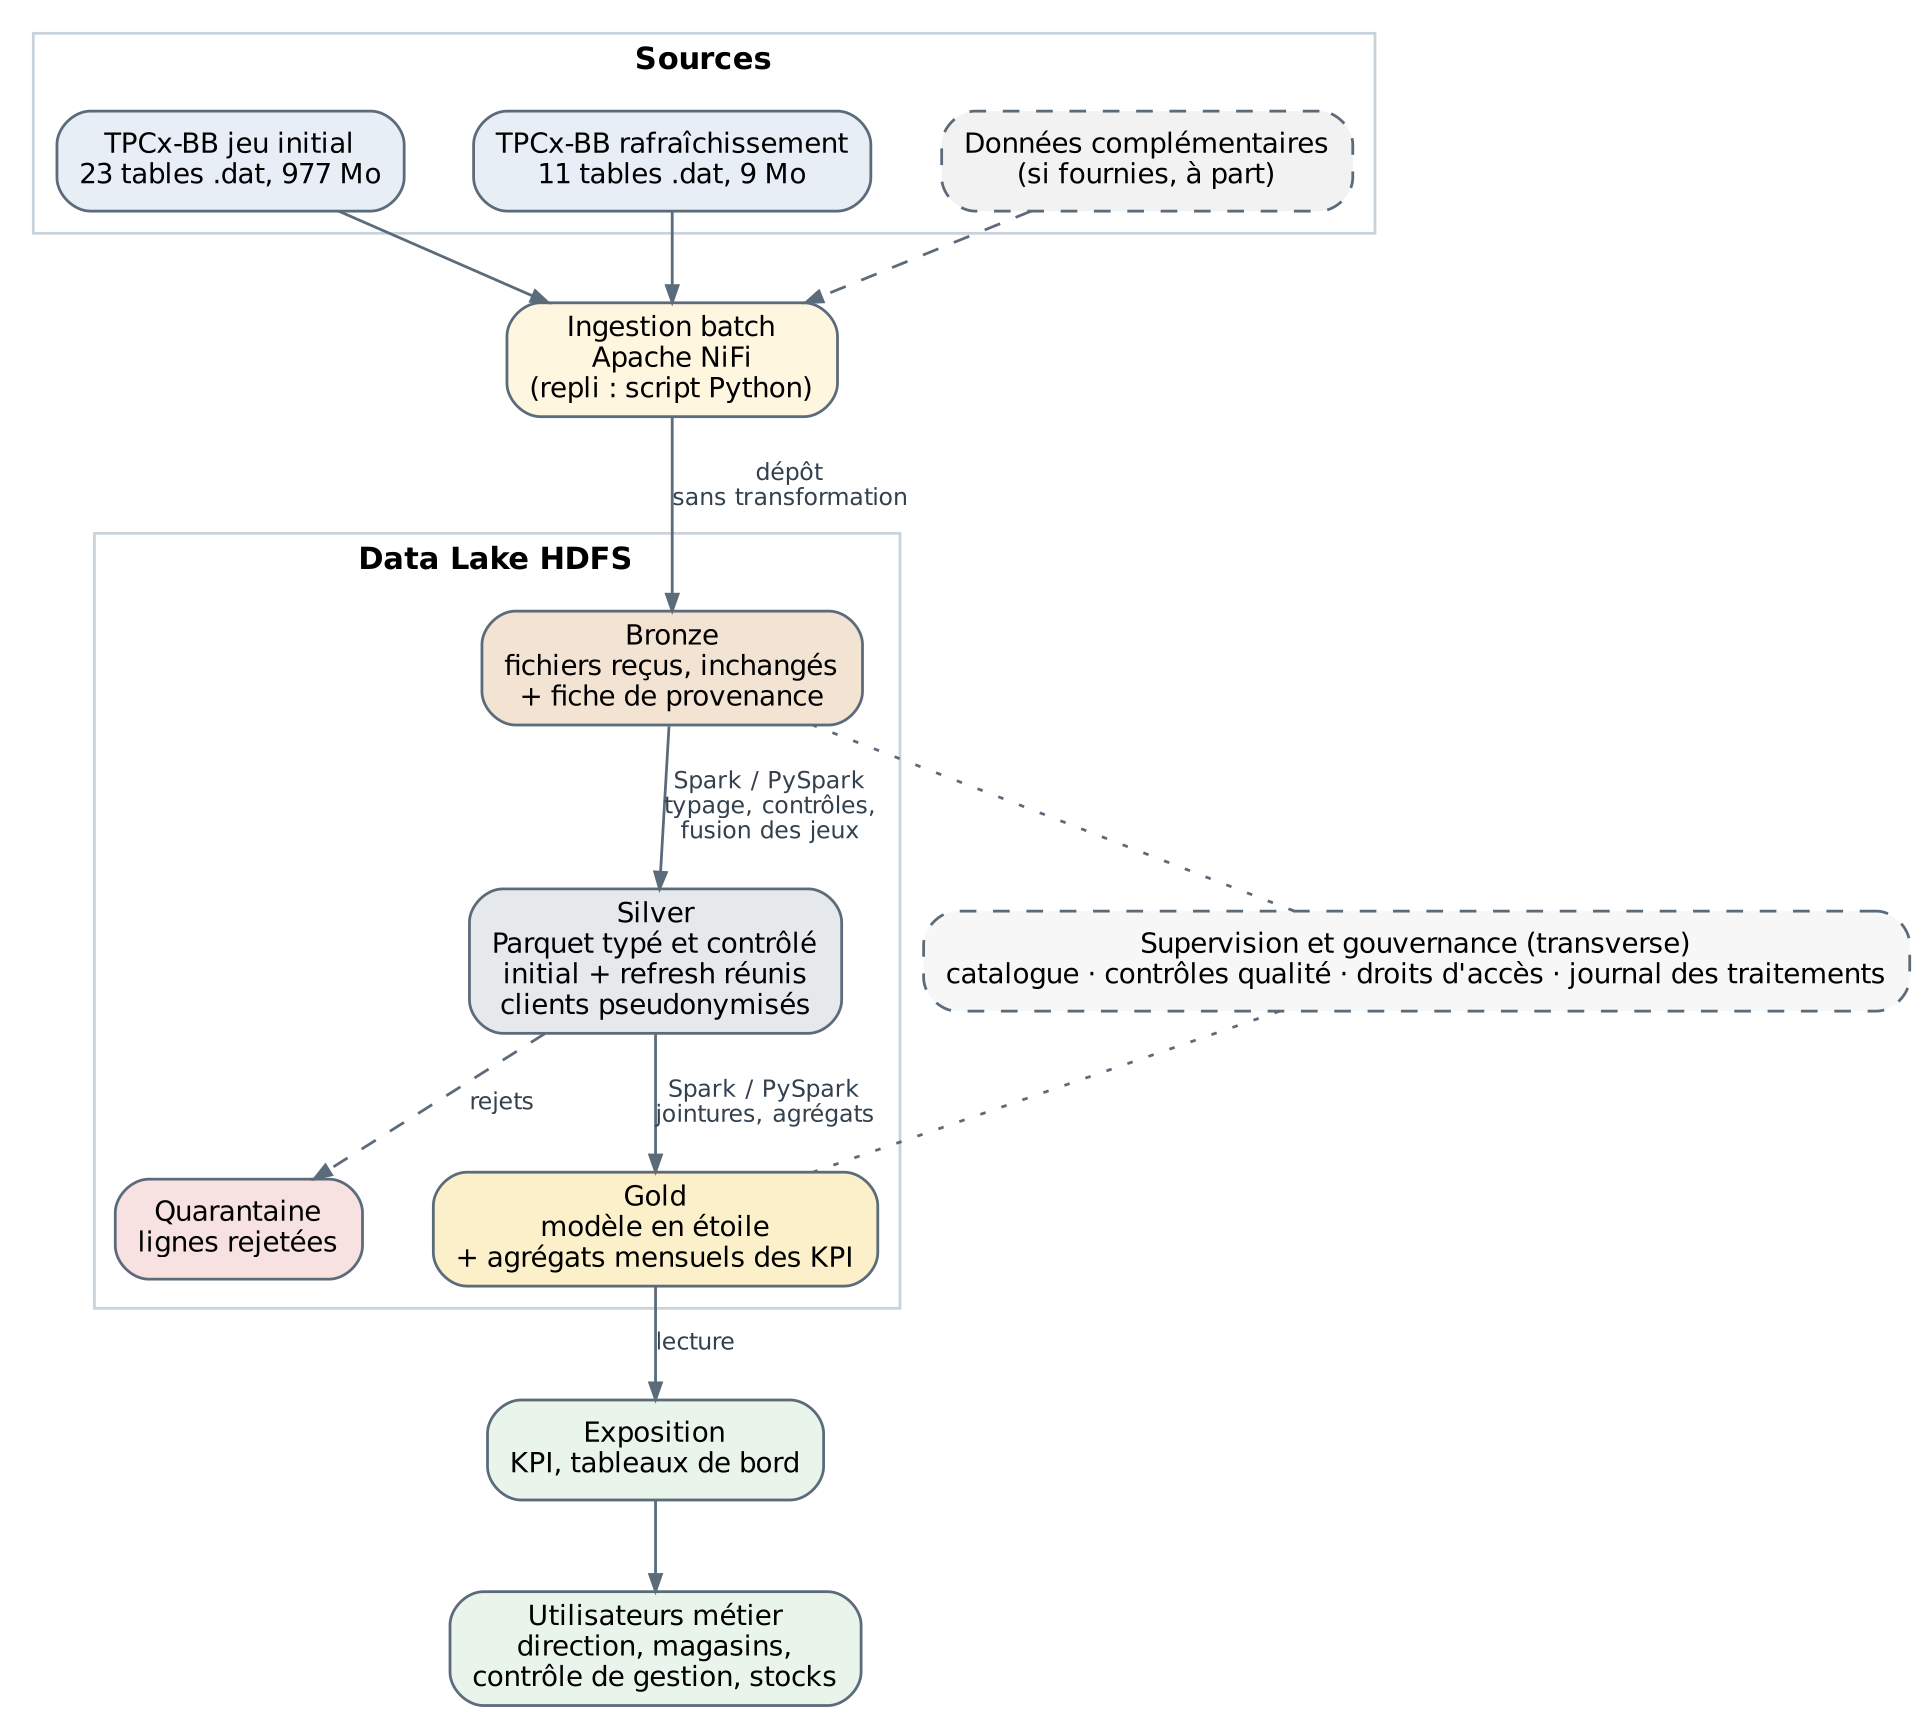 Sources
TPCx-BB jeu initial
23 tables .dat, 977 Mo
TPCx-BB rafraîchissement
11 tables .dat, 9 Mo
Données complémentaires
(si fournies, à part)
Ingestion batch
Apache NiFi
(repli : script Python)
dépôt
sans transformation
Data Lake HDFS
Bronze
fichiers reçus, inchangés
+ fiche de provenance
Spark / PySpark
typage, contrôles,
fusion des jeux
Silver
Parquet typé et contrôlé
initial + refresh réunis
clients pseudonymisés
Supervision et gouvernance (transverse)
catalogue · contrôles qualité · droits d'accès · journal des traitements
rejets
Spark / PySpark
jointures, agrégats
Quarantaine
lignes rejetées
Gold
modèle en étoile
+ agrégats mensuels des KPI
lecture
Exposition
KPI, tableaux de bord
Utilisateurs métier
direction, magasins,
contrôle de gestion, stocks